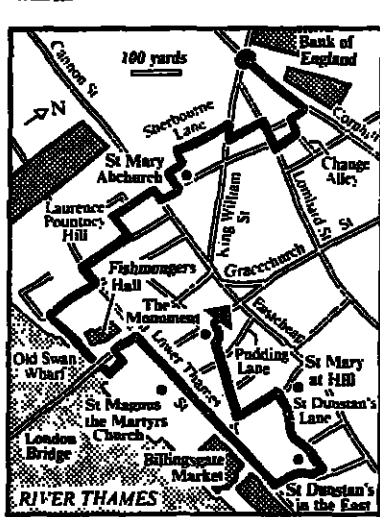 Bank of
England
100 yards
Cannon St
N
Sherbourne
Lane
Cornhill
St Mary
Abchurch
Change
Alley
Laurence
Pountney
Hill
King William
St
Lombard St
Gracechurch
St
Fishmongers
Hall
Eastcheap
The
Monument
Old Swan
Wharf
Lower Thames
St
Pudding
Lane
St Mary
at Hill
St Magnus
the Martyrs
Church
St Dunstan's
Lane
London
Bridge
Billingsgate
Market
RIVER THAMES
St Dunstan's
in the East